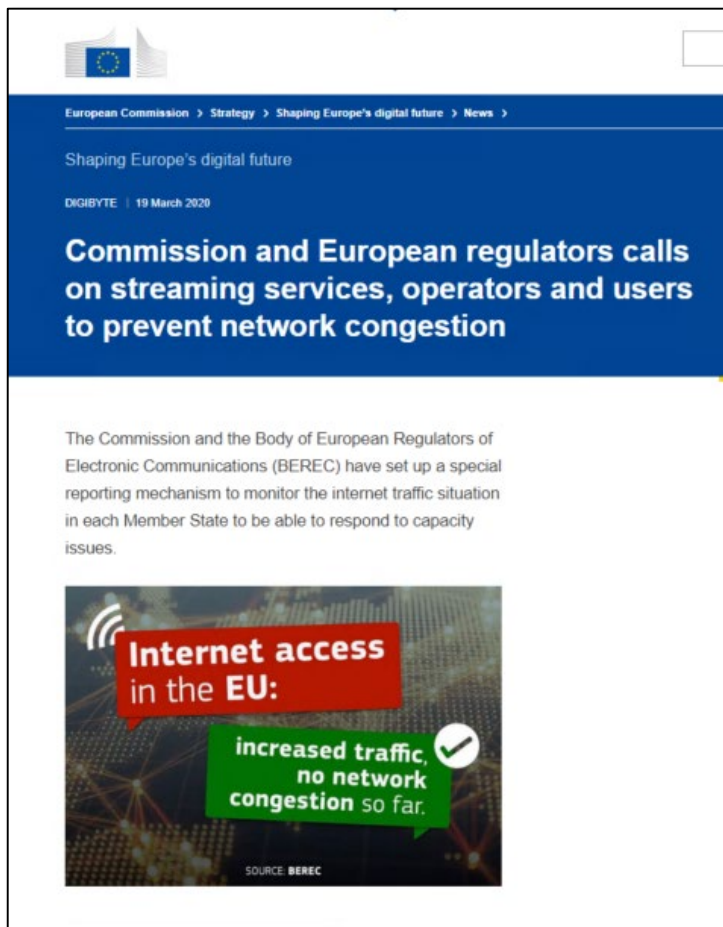 European Commission > Strategy > Shaping Europe's digital future > News >
Shaping Europe's digital future
DIGIBYTE | 19 March 2020
Commission and European regulators calls
on streaming services, operators and users
to prevent network congestion
The Commission and the Body of European Regulators of
Electronic Communications (BEREC) have set up a special
reporting mechanism to monitor the internet traffic situation
in each Member State to be able to respond to capacity
issues.
Internet access
in the EU:
increased traffic,
no network
congestion so far.
SOURCE: BEREC